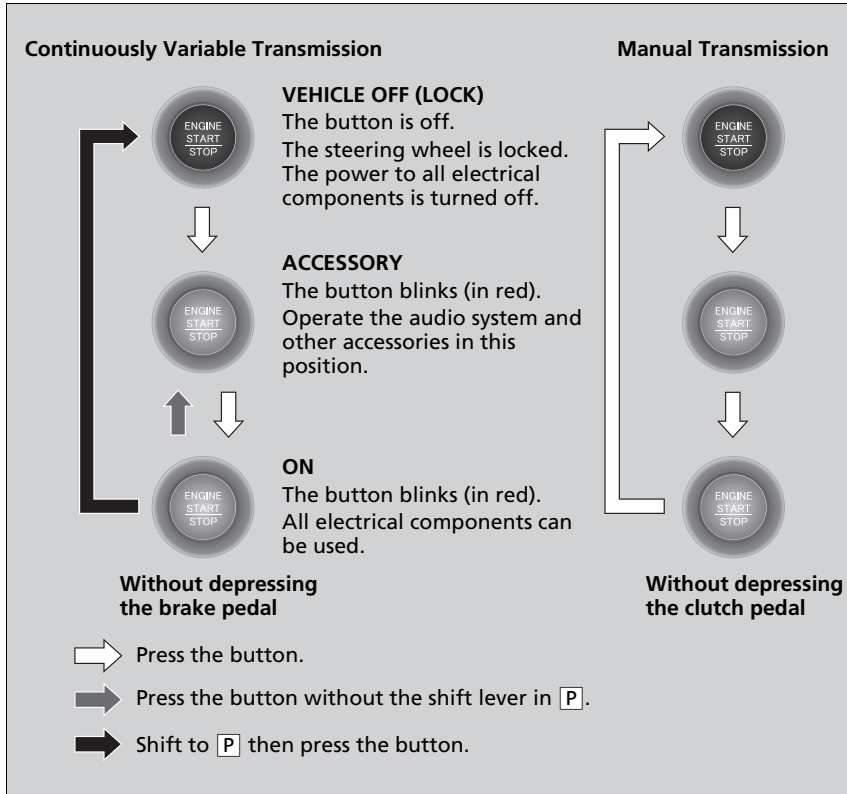 Continuously Variable Transmission
Manual Transmission
ENGINE
START
STOP
VEHICLE OFF (LOCK)
The button is off.
The steering wheel is locked.
The power to all electrical
components is turned off.
ENGINE
START
STOP
ENGINE
START
STOP
ACCESSORY
The button blinks (in red).
Operate the audio system and
other accessories in this
position.
ENGINE
START
STOP
ENGINE
START
STOP
ON
The button blinks (in red).
All electrical components can
be used.
ENGINE
START
STOP
Without depressing
the brake pedal
Without depressing
the clutch pedal
Press the button.
Press the button without the shift lever in P.
Shift to P then press the button.